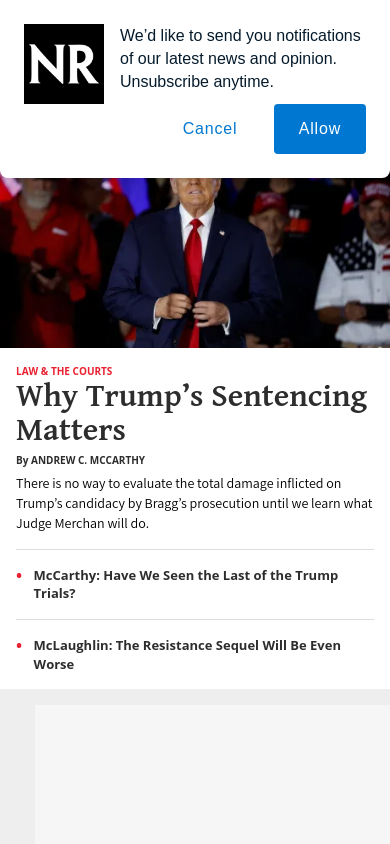 NR
We’d like to send you notifications
of our latest news and opinion.
Unsubscribe anytime.
Cancel
Allow
LAW & THE COURTS
Why Trump’s Sentencing
Matters
By ANDREW C. MCCARTHY
There is no way to evaluate the total damage inflicted on
Trump’s candidacy by Bragg’s prosecution until we learn what
Judge Merchan will do.
McCarthy: Have We Seen the Last of the Trump
Trials?
McLaughlin: The Resistance Sequel Will Be Even
Worse